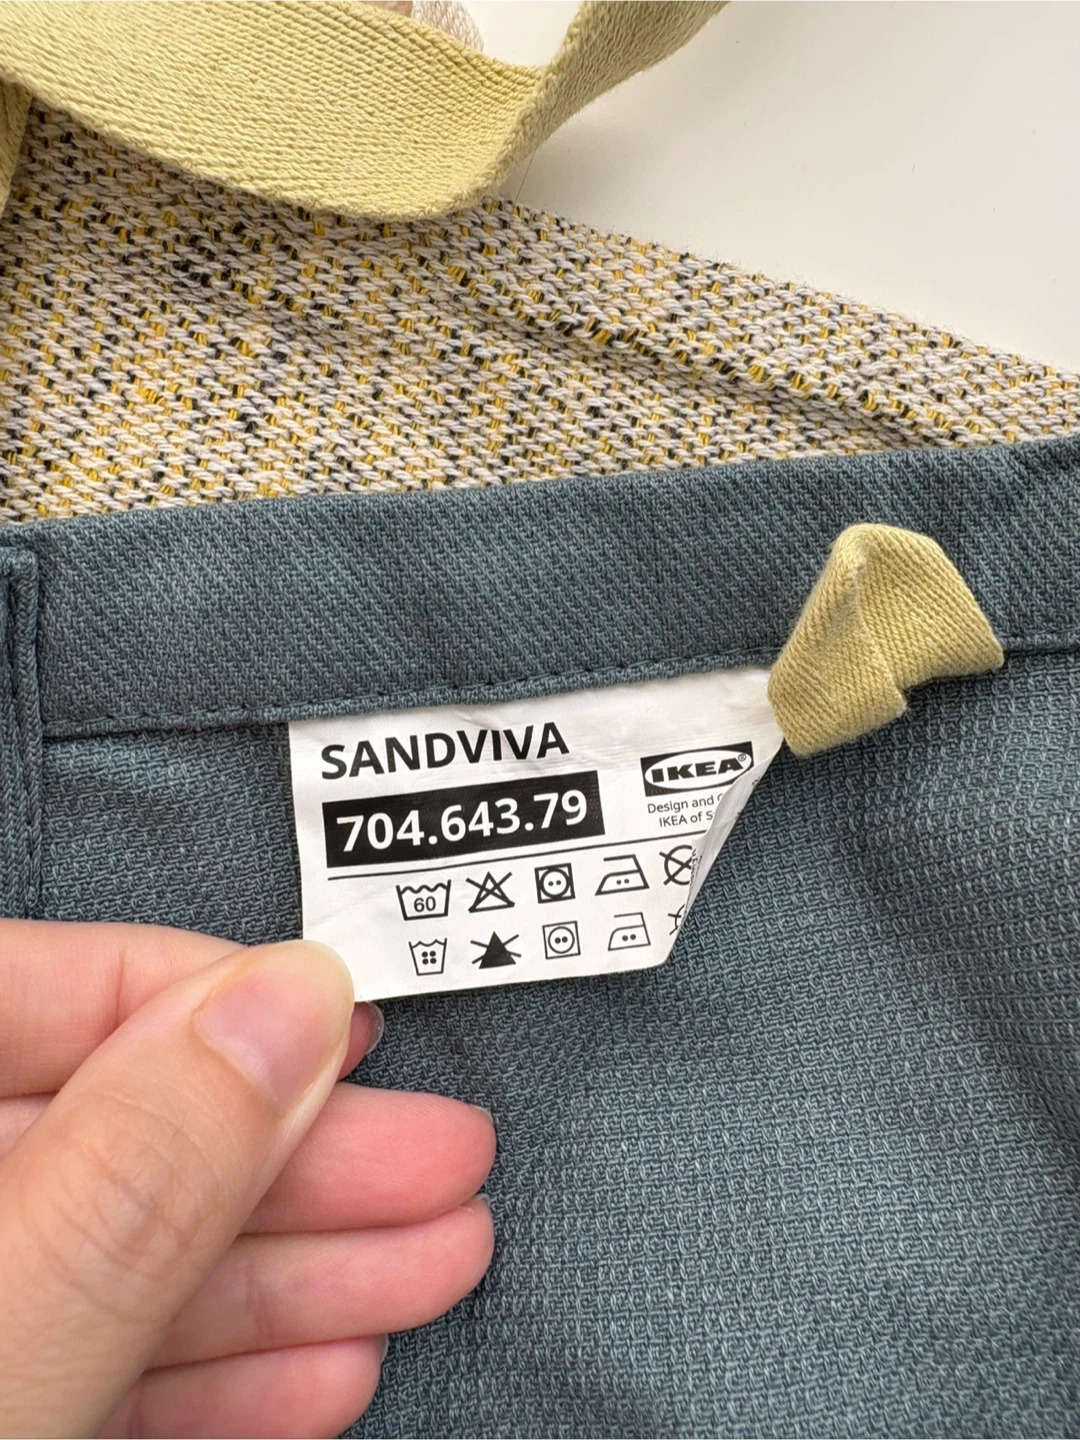 SANDVIVA
704.643.79
IKEA®
Design and
IKEA of
60